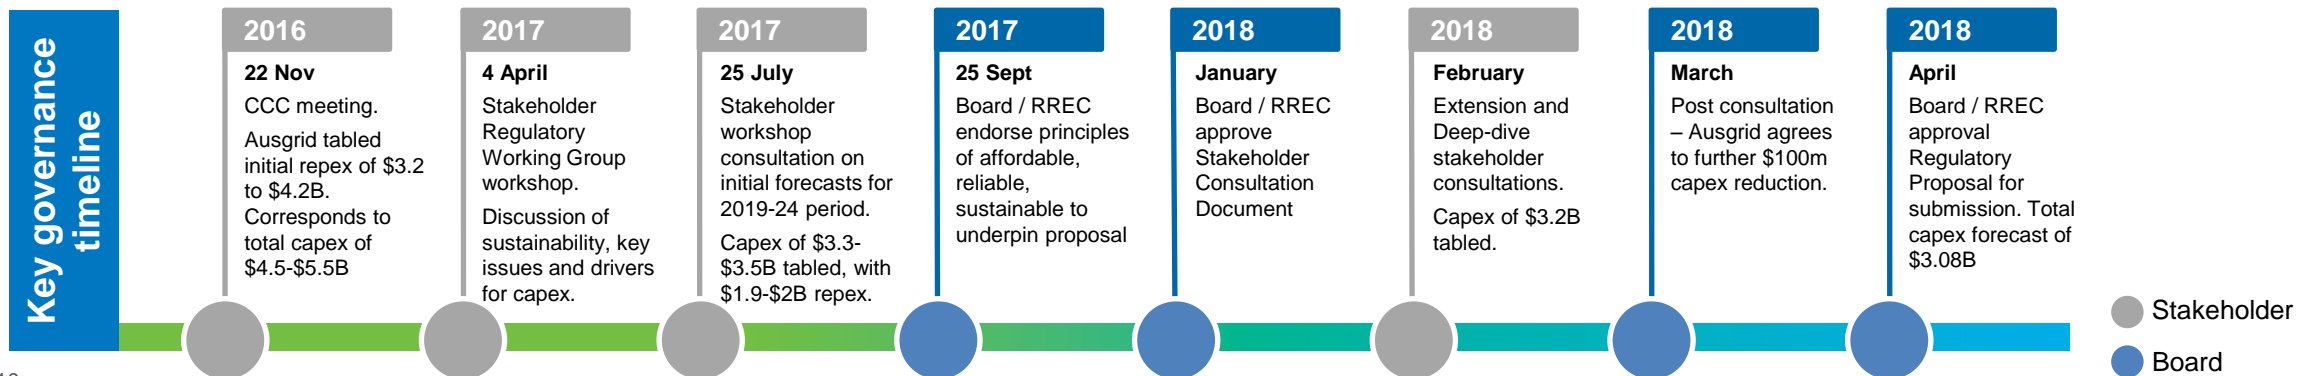 Key governance
timeline
2016
22 Nov
CCC meeting.
Ausgrid tabled
initial repex of $3.2
to $4.2B.
Corresponds to
total capex of
$4.5-$5.5B
2017
4 April
Stakeholder
Regulatory
Working Group
workshop.
Discussion of
sustainability, key
issues and drivers
for capex.
2017
25 July
Stakeholder
workshop
consultation on
initial forecasts for
2019-24 period.
Capex of $3.3-
$3.5B tabled, with
$1.9-$2B repex.
2017
25 Sept
Board / RREC
endorse principles
of affordable,
reliable,
sustainable to
underpin proposal
2018
January
Board / RREC
approve
Stakeholder
Consultation
Document
2018
February
Extension and
Deep-dive
stakeholder
consultations.
Capex of $3.2B
tabled.
2018
March
Post consultation
– Ausgrid agrees
to further $100m
capex reduction.
2018
April
Board / RREC
approval
Regulatory
Proposal for
submission. Total
capex forecast of
$3.08B
Stakeholder
Board